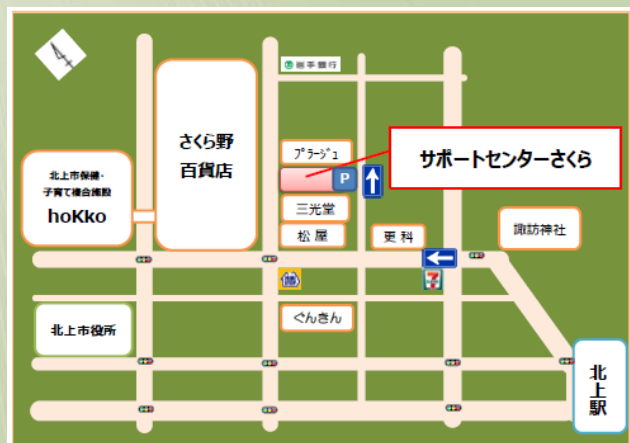 岩手銀行
さくら野
百貨店
プラージュ
サポートセンターさくら
P
北上市保健・
子育て複合施設
hoKko
三光堂
松屋
更科
諏訪神社
7
北上市役所
ぐんきん
北上駅